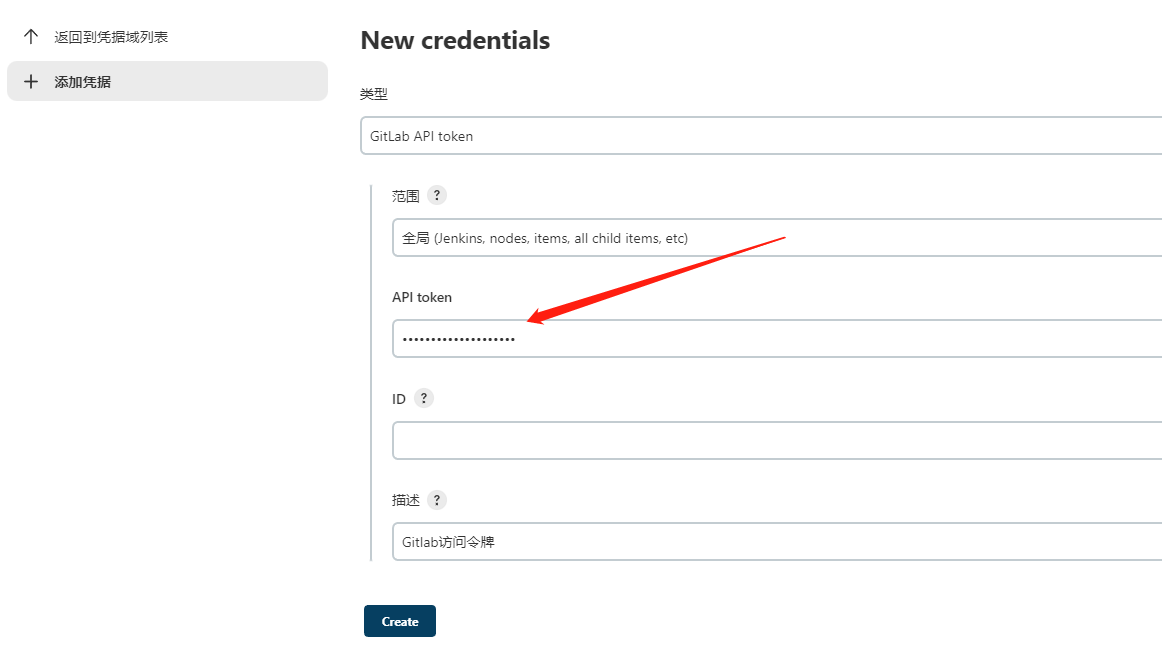 返回到凭据域列表
添加凭据
New credentials
类型
GitLab API token
范围 ?
全局 (Jenkins, nodes, items, all child items, etc)
API token
••••••••••••••••••••
ID ?
描述 ?
Gitlab访问令牌
Create